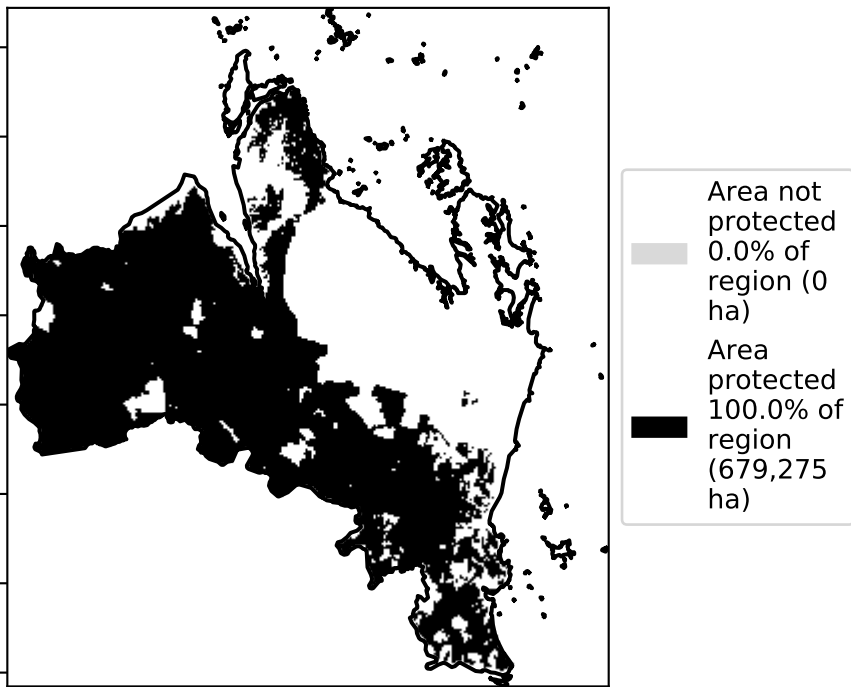 Area not
protected
0.0% of
region (0
ha)
Area
protected
100.0% of
region
(679,275
ha)